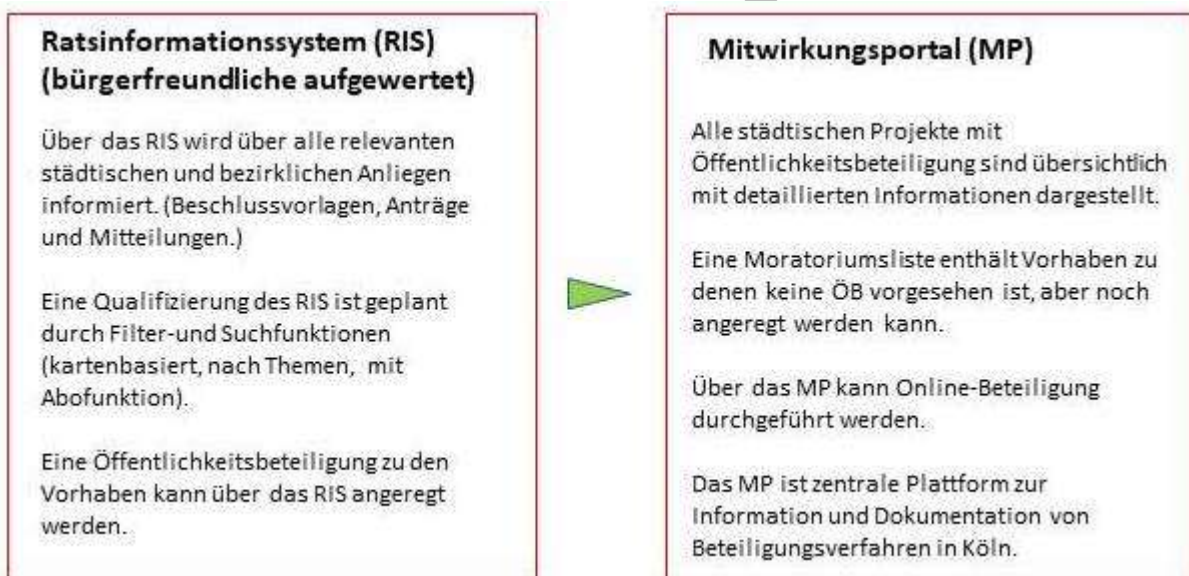 Ratsinformationssystem (RIS)
(bürgerfreundliche aufgewertet)
Über das RIS wird über alle relevanten
städtischen und bezirklichen Anliegen
informiert. (Beschlussvorlagen, Anträge
und Mitteilungen.)
Eine Qualifizierung des RIS ist geplant
durch Filter-und Suchfunktionen
(kartenbasiert, nach Themen, mit
Abofunktion).
Eine Öffentlichkeitsbeteiligung zu den
Vorhaben kann über das RIS angeregt
werden.
Mitwirkungsportal (MP)
Alle städtischen Projekte mit
Öffentlichkeitsbeteiligung sind übersichtlich
mit detaillierten Informationen dargestellt.
Eine Moratoriumsliste enthält Vorhaben zu
denen keine ÖB vorgesehen ist, aber noch
angeregt werden kann.
Über das MP kann Online-Beteiligung
durchgeführt werden.
Das MP ist zentrale Plattform zur
Information und Dokumentation von
Beteiligungsverfahren in Köln.